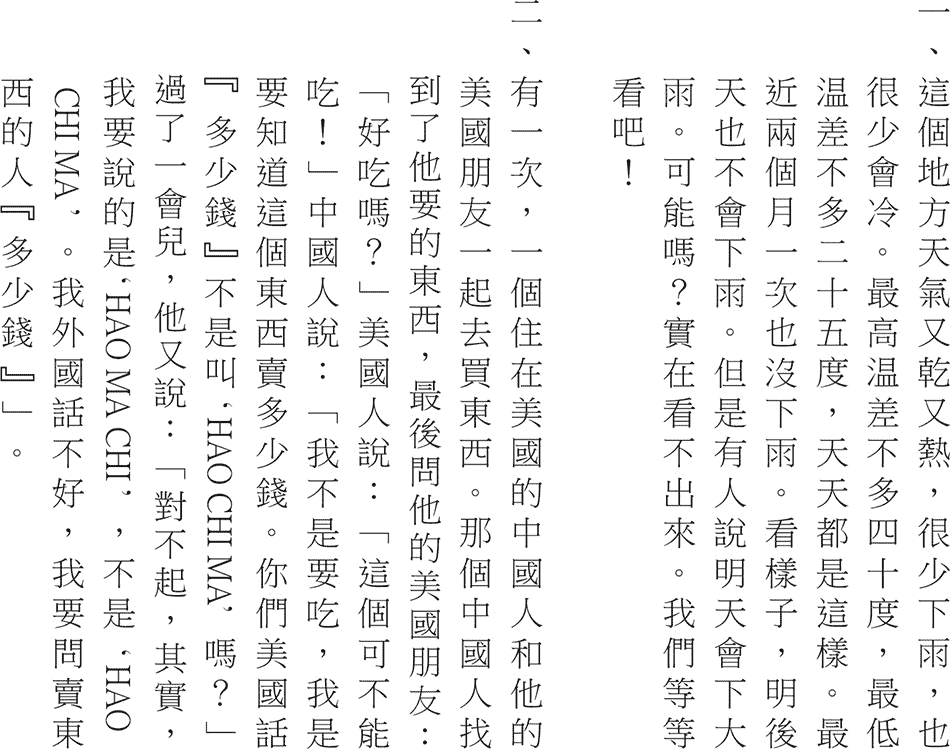 一、這個地方天氣又乾又熱，很少下雨，也
很少會冷。最高溫差不多四十度，最低
溫差不多二十五度，天天都是這樣。最
近兩個月一次也沒下雨。看樣子，明後
天也不會下雨。但是有人說明天會下大
雨。可能嗎？實在看不出來。我們等等
看吧！
二、有一次，一個住在美國的中國人和他的
美國朋友一起去買東西。那個中國人找
到了他要的東西，最後問他的美國朋友：
「好吃嗎？」美國人說：「這個可不能
吃！」中國人說：「我不是要吃，我是
要知道這個東西賣多少錢。你們美國話
『多少錢』不是叫‘HAO CHI MA’嗎？」
過了一會兒，他又說：「對不起，其實，
我要說的是‘HAO MA CHI’，不是‘HAO
CHI MA’。我外國話不好，我要問賣東
西的人『多少錢』」。